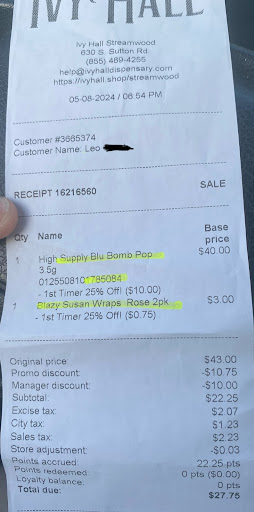 IVY HALL
Ivy Hall Streamwood
630 S. Sutton Rd.
(855) 489-4255
help@ivyhalldispensary.com
https://ivyhall.shop/streamwood
05-08-2024 / 06:54 PM
Customer #3685374
Customer Name: Leo
RECEIPT 16216560 SALE
Qty Name Base price
1 High Supply Blu Bomb Pop $40.00
3.5g
0125508101785084
- 1st Timer 25% Off! ($10.00)
1 Blazy Susan Wraps Rose 2pk $3.00
- 1st Timer 25% Off! ($0.75)
Original price: $43.00
Promo discount: -$10.75
Manager discount: -$10.00
Subtotal: $22.25
Excise tax: $2.07
City tax: $1.23
Sales tax: $2.23
Store adjustment: -$0.03
Points accrued: 22.25 pts
Points redeemed: 0 pts ($0.00)
Loyalty balance: 0 pts
Total due: $27.75